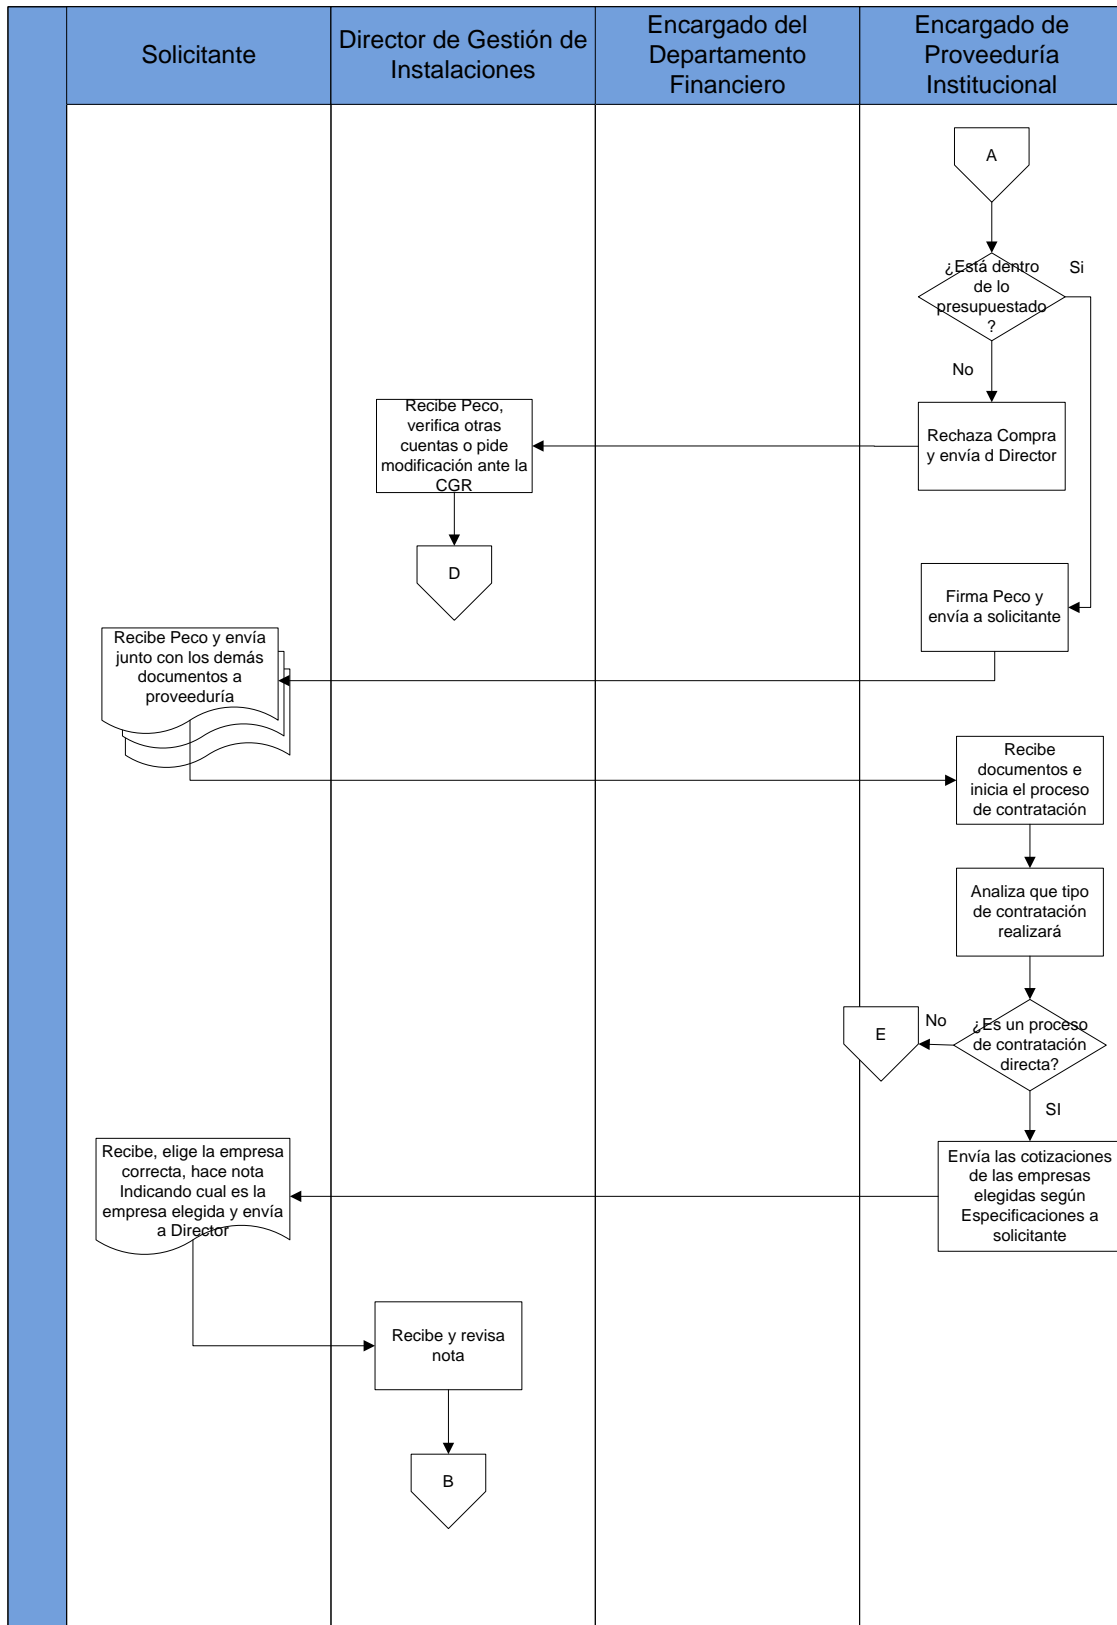 Solicitante
Director de Gestión de
Instalaciones
Encargado del
Departamento
Financiero
Encargado de
Proveeduría
Institucional
A
¿Está dentro
de lo
presupuestado
?
Si
No
Recibe Peco,
verifica otras
cuentas o pide
modificación ante la
CGR
Rechaza Compra
y envía d Director
D
Firma Peco y
envía a solicitante
Recibe Peco y envía
junto con los demás
documentos a
proveeduría
Recibe
documentos e
inicia el proceso
de contratación
Analiza que tipo
de contratación
realizará
E
No
¿Es un proceso
de contratación
directa?
SI
Recibe, elige la empresa
correcta, hace nota
Indicando cual es la
empresa elegida y envía
a Director
Envía las cotizaciones
de las empresas
elegidas según
Especificaciones a
solicitante
Recibe y revisa
nota
B